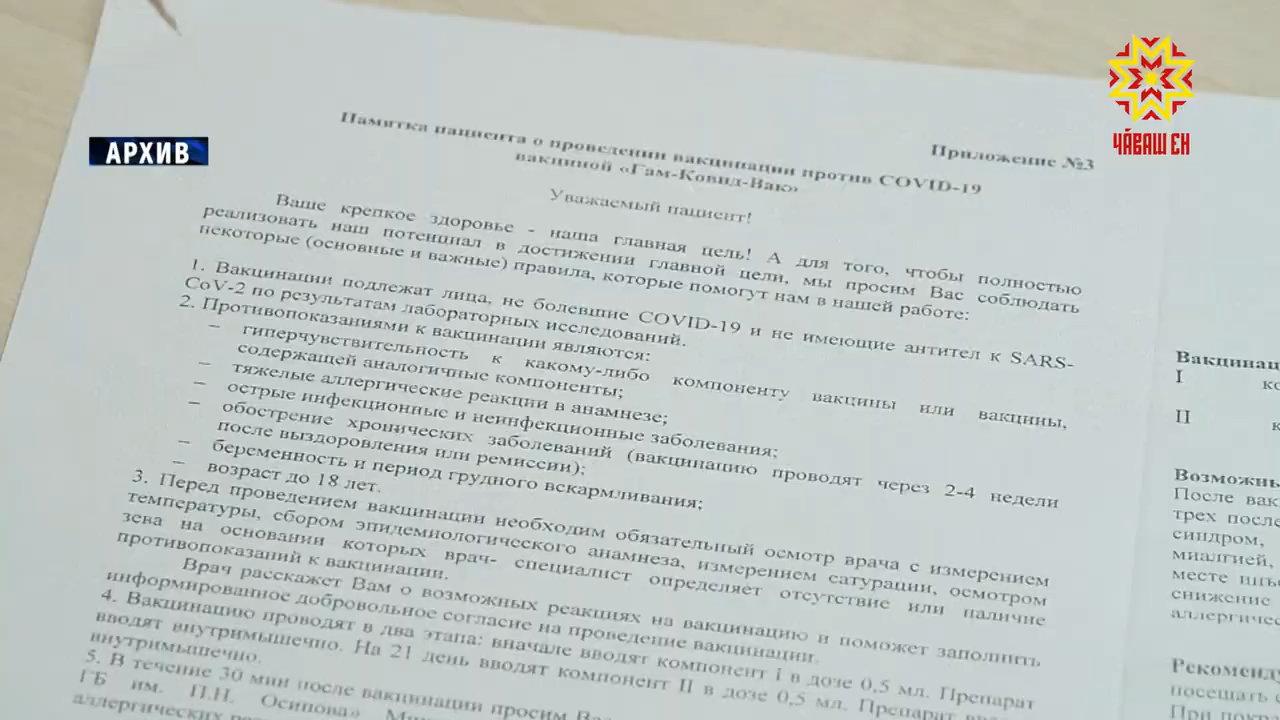 АРХИВ
ЧӐВАШ ЕН
Приложение №3
Памятка пациента о проведении вакцинации против COVID-19
вакциной «Гам-Ковид-Вак»
Уважаемый пациент!
Ваше крепкое здоровье - наша главная цель! А для того, чтобы полностью
реализовать наш потенциал в достижении главной цели, мы просим Вас соблюдать
некоторые (основные и важные) правила, которые помогут нам в нашей работе:
1. Вакцинации подлежат лица, не болевшие COVID-19 и не имеющие антител к SARS-
CoV-2 по результатам лабораторных исследований.
2. Противопоказаниями к вакцинации являются:
– гиперчувствительность к какому-либо компоненту вакцины или вакцины,
содержащей аналогичные компоненты;
– тяжелые аллергические реакции в анамнезе;
– острые инфекционные и неинфекционные заболевания;
– обострение хронических заболеваний (вакцинацию проводят через 2-4 недели
после выздоровления или ремиссии);
– беременность и период грудного вскармливания;
– возраст до 18 лет.
3. Перед проведением вакцинации необходим обязательный осмотр врача с измерением
температуры, сбором эпидемиологического анамнеза, измерением сатурации, осмотром
зева на основании которых врач- специалист определяет отсутствие или наличие
противопоказаний к вакцинации.
Врач расскажет Вам о возможных реакциях на вакцинацию и поможет заполнить
информированное добровольное согласие на проведение вакцинации.
4. Вакцинацию проводят в два этапа: вначале вводят компонент I в дозе 0,5 мл. Препарат
вводят внутримышечно. На 21 день вводят компонент II в дозе 0,5 мл. Препарат
внутримышечно.
5. В течение 30 мин после вакцинации просим
ГБ им. П.Н. Осипова»
аллергических
I
II
После
трех
синдром,
миалгией,
месте
снижение
посещать
При